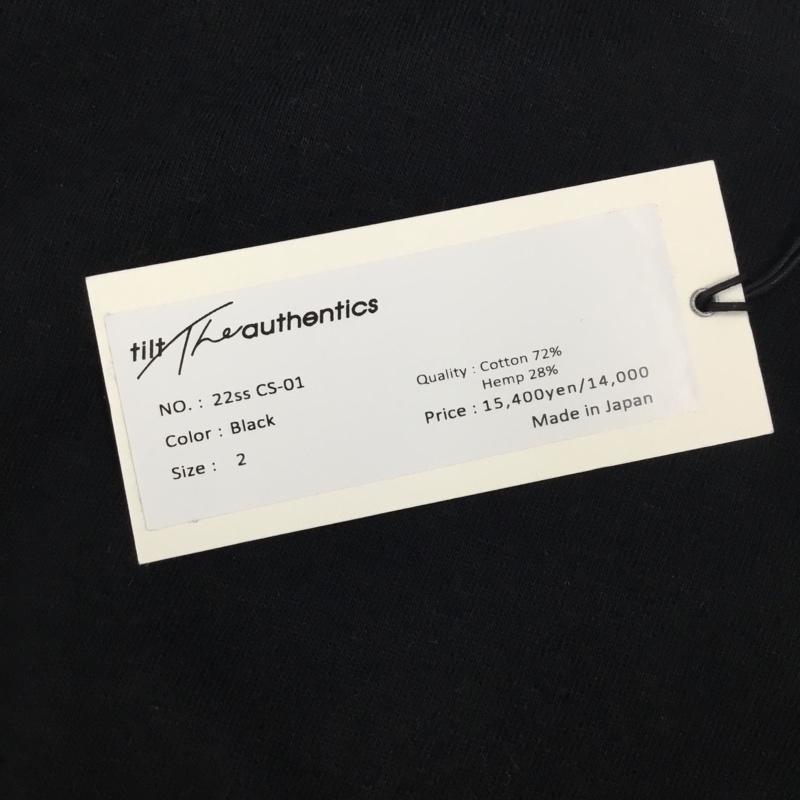 tilt The authentics
NO. : 22ss CS-01
Color : Black
Size : 2
Quality : Cotton 72%
Hemp 28%
Price : 15,400yen/14,000
Made in Japan